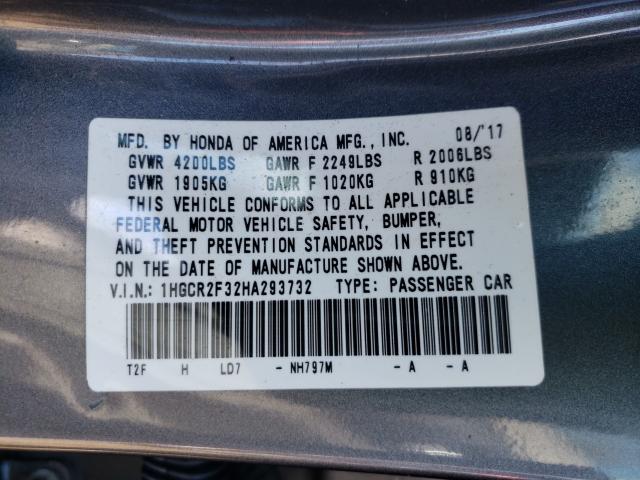 MFD. BY HONDA OF AMERICA MFG., INC. 08/'17
GVWR 4200LBS GAWR F 2249LBS R 2006LBS
GVWR 1905KG GAWR F 1020KG R 910KG
THIS VEHICLE CONFORMS TO ALL APPLICABLE
FEDERAL MOTOR VEHICLE SAFETY, BUMPER,
AND THEFT PREVENTION STANDARDS IN EFFECT
ON THE DATE OF MANUFACTURE SHOWN ABOVE.
V.I.N.: 1HGCR2F32HA293732 TYPE: PASSENGER CAR
T2F H LD7 - NH797M - A - A